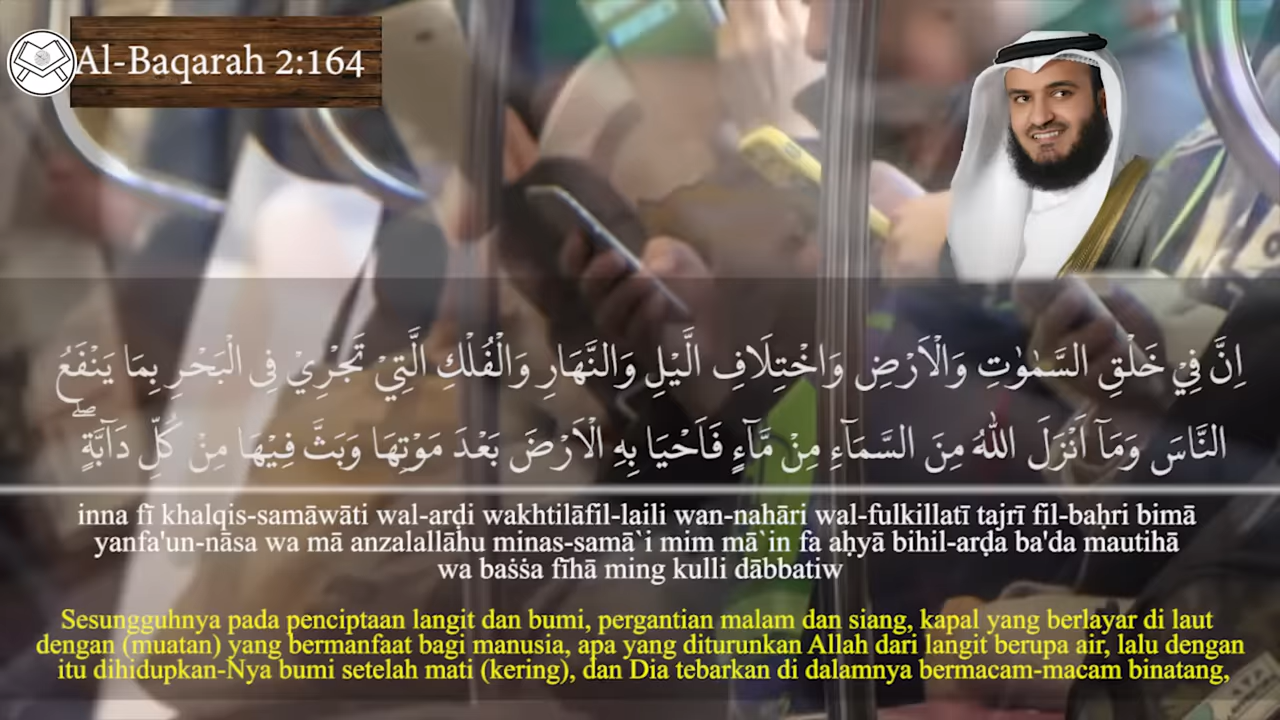 Al-Baqarah 2:164
اِنَّ فِيْ خَلْقِ السَّمٰوٰتِ وَالْاَرْضِ وَاخْتِلَافِ الَّيْلِ وَالنَّهَارِ وَالْفُلْكِ الَّتِيْ تَجْرِيْ فِى الْبَحْرِ بِمَا يَنْفَعُ
النَّاسَ وَمَآ اَنْزَلَ اللّٰهُ مِنَ السَّمَاۤءِ مِنْ مَّاۤءٍ فَاَحْيَا بِهِ الْاَرْضَ بَعْدَ مَوْتِهَا وَبَثَّ فِيْهَا مِنْ كُلِّ دَاۤبَّةٍ ۖ
inna fī khalqis-samāwāti wal-arḍi wakhtilāfil-laili wan-nahāri wal-fulkillatī tajrī fil-baḥri bimā
yanfa'un-nāsa wa mā anzalallāhu minas-samā`i mim mā`in fa aḥyā bihil-arḍa ba'da mautihā
wa baṡṡa fīhā ming kulli dābbatiw
Sesungguhnya pada penciptaan langit dan bumi, pergantian malam dan siang, kapal yang berlayar di laut
dengan (muatan) yang bermanfaat bagi manusia, apa yang diturunkan Allah dari langit berupa air, lalu dengan
itu dihidupkan-Nya bumi setelah mati (kering), dan Dia tebarkan di dalamnya bermacam-macam binatang,